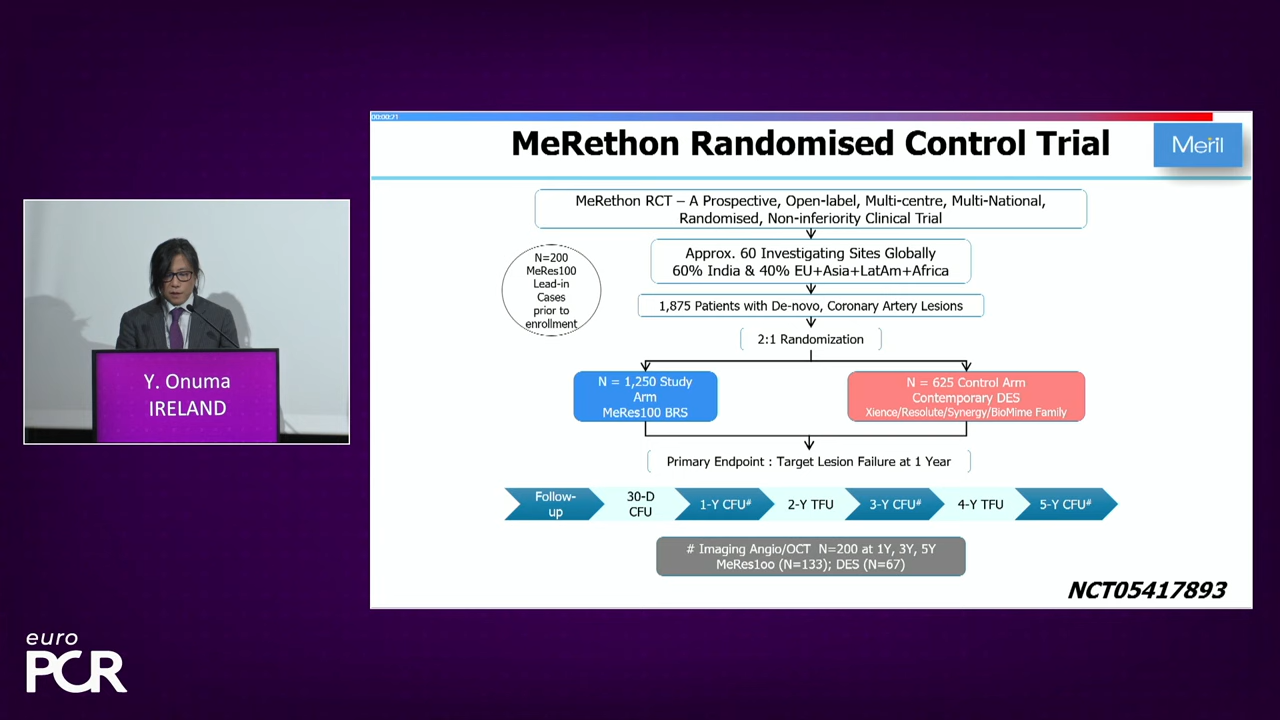 00:00:21
MeRethon Randomised Control Trial
Meril
MeRethon RCT – A Prospective, Open-label, Multi-centre, Multi-National,
Randomised, Non-inferiority Clinical Trial
N=200
MeRes100
Lead-in
Cases
prior to
enrollment
Approx. 60 Investigating Sites Globally
60% India & 40% EU+Asia+LatAm+Africa
1,875 Patients with De-novo, Coronary Artery Lesions
2:1 Randomization
N = 1,250 Study
Arm
MeRes100 BRS
N = 625 Control Arm
Contemporary DES
Xience/Resolute/Synergy/BioMime Family
Primary Endpoint : Target Lesion Failure at 1 Year
Follow-
up
30-D
CFU
1-Y CFU#
2-Y TFU
3-Y CFU#
4-Y TFU
5-Y CFU#
# Imaging Angio/OCT N=200 at 1Y, 3Y, 5Y
MeRes1oo (N=133); DES (N=67)
NCT05417893
Y. Onuma
IRELAND
euro
PCR